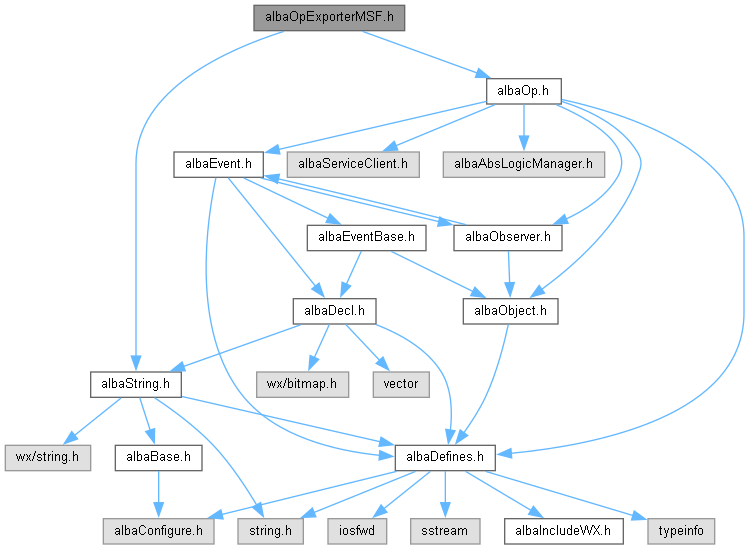 albaOpExporterMSF.h
albaOp.h
albaEvent.h
albaServiceClient.h
albaAbsLogicManager.h
albaEventBase.h
albaObserver.h
albaDecl.h
albaObject.h
albaString.h
wx/bitmap.h
vector
wx/string.h
albaBase.h
albaDefines.h
albaConfigure.h
string.h
iosfwd
sstream
albaIncludeWX.h
typeinfo